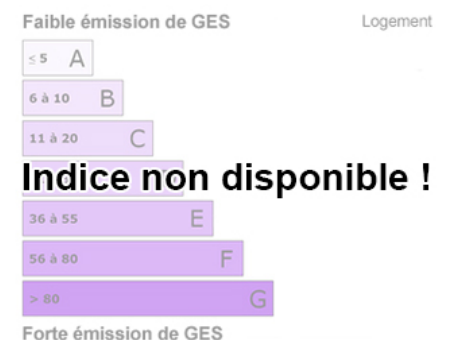 Faible émission de GES
Logement
≤ 5 A
6 à 10 B
11 à 20 C
Indice non disponible !
36 à 55 E
56 à 80 F
> 80 G
Forte émission de GES